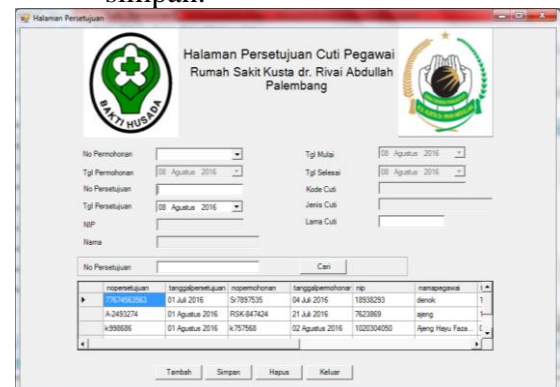 simpan.
Halaman Persetujuan
Halaman Persetujuan Cuti Pegawai
Rumah Sakit Kusta dr. Rivai Abdullah
Palembang
BAKTI HUSADA
No Permohonan
Tgl Permohonan 08 Agustus 2016
No Persetujuan
Tgl Persetujuan 08 Agustus 2016
NIP
Nama
Tgl Mulai 08 Agustus 2016
Tgl Selesai 08 Agustus 2016
Kode Cuti
Jenis Cuti
Lama Cuti
No Persetujuan Cari
nopersetujuan tanggalpersetujuan nopermohonan tanggalpermohonan nip namapegawai
77674563563 01 Juli 2016 Sr7897535 04 Juli 2016 18938293 denok 1
A-2493274 01 Agustus 2016 RSK-847424 21 Juli 2016 7623869 ajeng
k998686 01 Agustus 2016 k757568 02 Agustus 2016 1020304050 Ajeng Hayu Faza...
Tambah Simpan Hapus Keluar